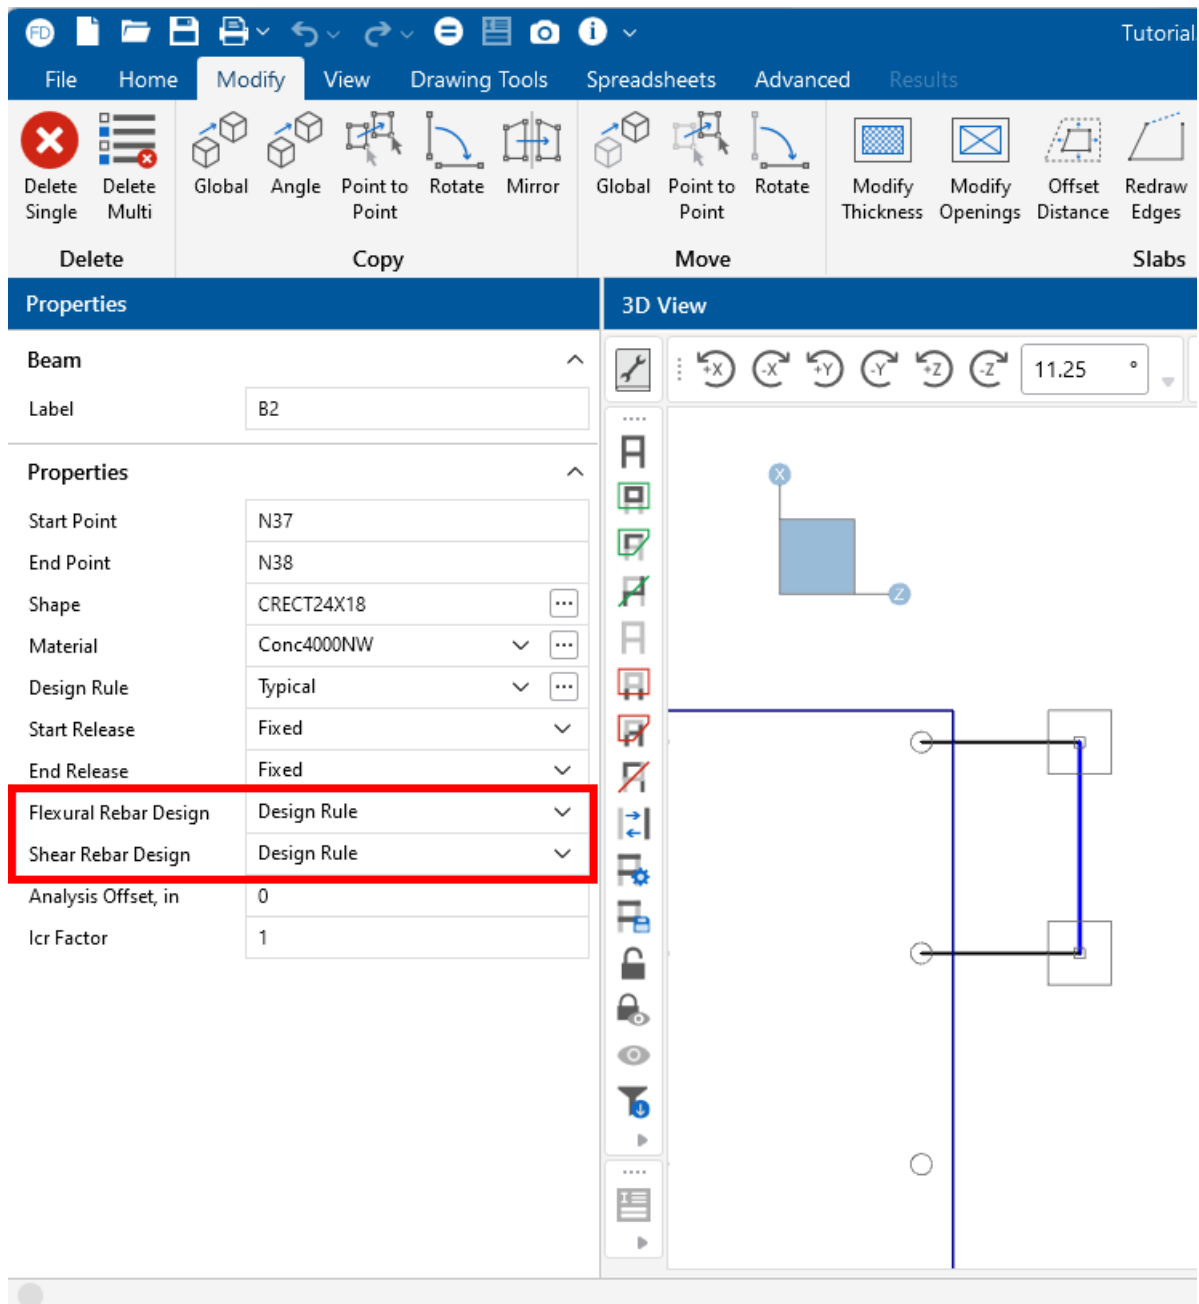 FD
Tutorial
File Home Modify View Drawing Tools Spreadsheets Advanced Results
Delete Single
Delete Multi
Global
Angle
Point to Point
Rotate
Mirror
Global
Point to Point
Rotate
Modify Thickness
Modify Openings
Offset Distance
Redraw Edges
Delete Copy Move Slabs
Properties
3D View
Beam
+X -X +Y -Y +Z -Z 11.25 °
Label B2
Properties
Start Point N37
End Point N38
Shape CRECT24X18 ...
Material Conc4000NW ...
Design Rule Typical ...
Start Release Fixed
End Release Fixed
Flexural Rebar Design Design Rule
Shear Rebar Design Design Rule
Analysis Offset, in 0
Icr Factor 1
X
Z